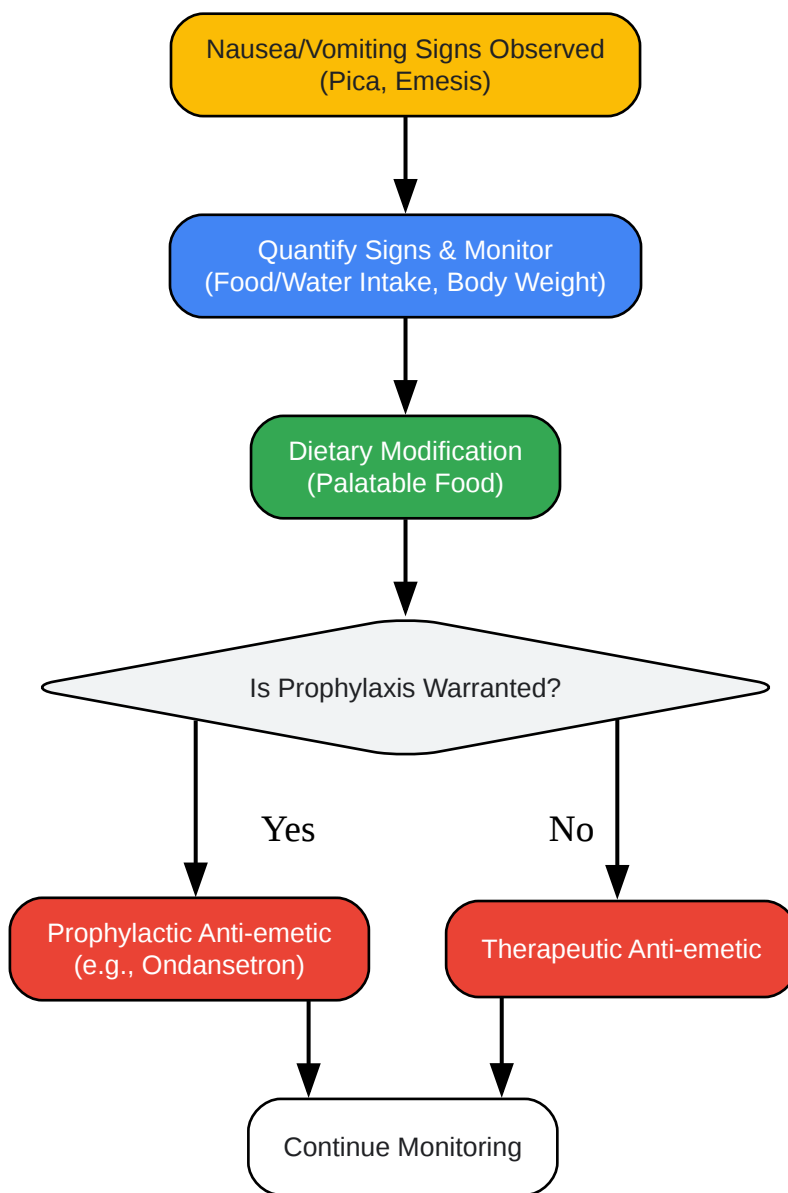 Nausea/Vomiting Signs Observed
(Pica, Emesis)
Quantify Signs & Monitor
(Food/Water Intake, Body Weight)
Dietary Modification
(Palatable Food)
Is Prophylaxis Warranted?
Yes
No
Prophylactic Anti-emetic
(e.g., Ondansetron)
Therapeutic Anti-emetic
Continue Monitoring